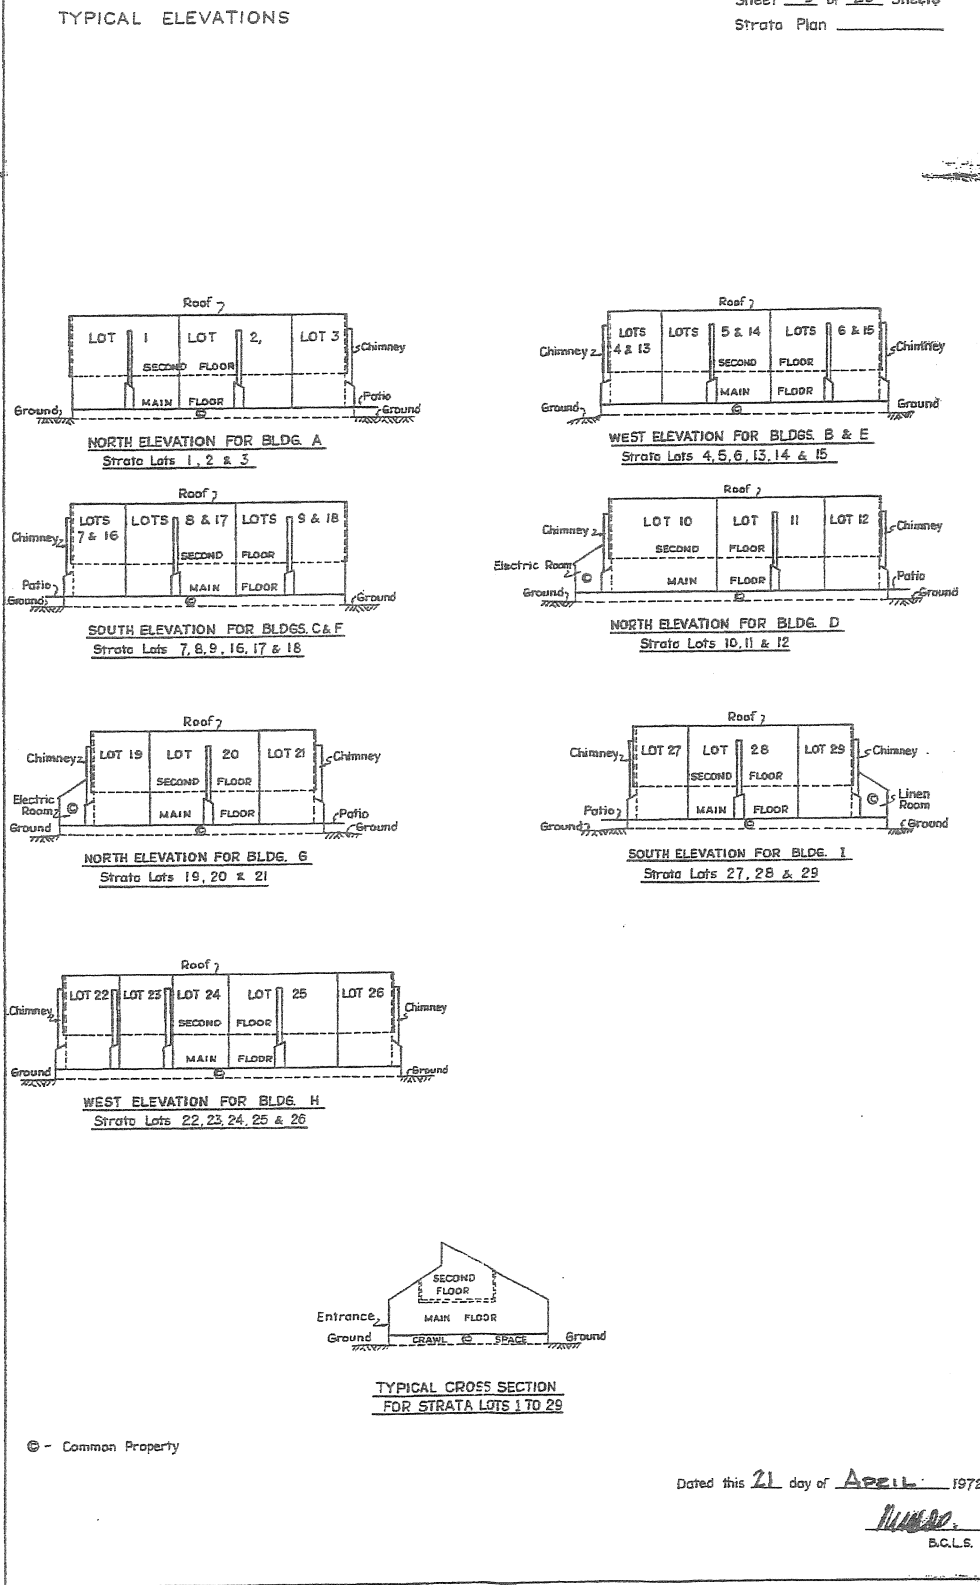 TYPICAL ELEVATIONS
Sheet of Sheets
Strata Plan
Roof
LOT 1 LOT 2, LOT 3
Chimney
SECOND FLOOR
Patio
MAIN FLOOR
Ground © Ground
NORTH ELEVATION FOR BLDG. A
Strata Lots 1, 2 & 3
Roof
LOTS 4 & 13 LOTS 5 & 14 LOTS 6 & 15
Chimney Chimney
SECOND FLOOR
MAIN FLOOR
Ground © Ground
WEST ELEVATION FOR BLDGS. B & E
Strata Lots 4, 5, 6, 13, 14 & 15
Roof
LOTS 7 & 16 LOTS 8 & 17 LOTS 9 & 18
Chimney
SECOND FLOOR
Patio MAIN FLOOR
Ground © Ground
SOUTH ELEVATION FOR BLDGS. C & F
Strata Lots 7, 8, 9, 16, 17 & 18
Roof
LOT 10 LOT 11 LOT 12
Chimney Chimney
SECOND FLOOR
Electric Room © MAIN FLOOR Patio
Ground © Ground
NORTH ELEVATION FOR BLDG. D
Strata Lots 10, 11 & 12
Roof
Chimney LOT 19 LOT 20 LOT 21 Chimney
SECOND FLOOR
Electric
Room © MAIN FLOOR Patio
Ground © Ground
NORTH ELEVATION FOR BLDG. G
Strata Lots 19, 20 & 21
Roof
Chimney LOT 27 LOT 28 LOT 29 Chimney
SECOND FLOOR
Patio MAIN FLOOR © Linen
Room
Ground © Ground
SOUTH ELEVATION FOR BLDG. I
Strata Lots 27, 28 & 29
Roof
LOT 22 LOT 23 LOT 24 LOT 25 LOT 26
Chimney Chimney
SECOND FLOOR
MAIN FLOOR
Ground © Ground
WEST ELEVATION FOR BLDG. H
Strata Lots 22, 23, 24, 25 & 26
SECOND
FLOOR
Entrance MAIN FLOOR
Ground CRAWL © SPACE Ground
TYPICAL CROSS SECTION
FOR STRATA LOTS 1 TO 29
© - Common Property
Dated this 21 day of APRIL 1972
B.C.L.S.